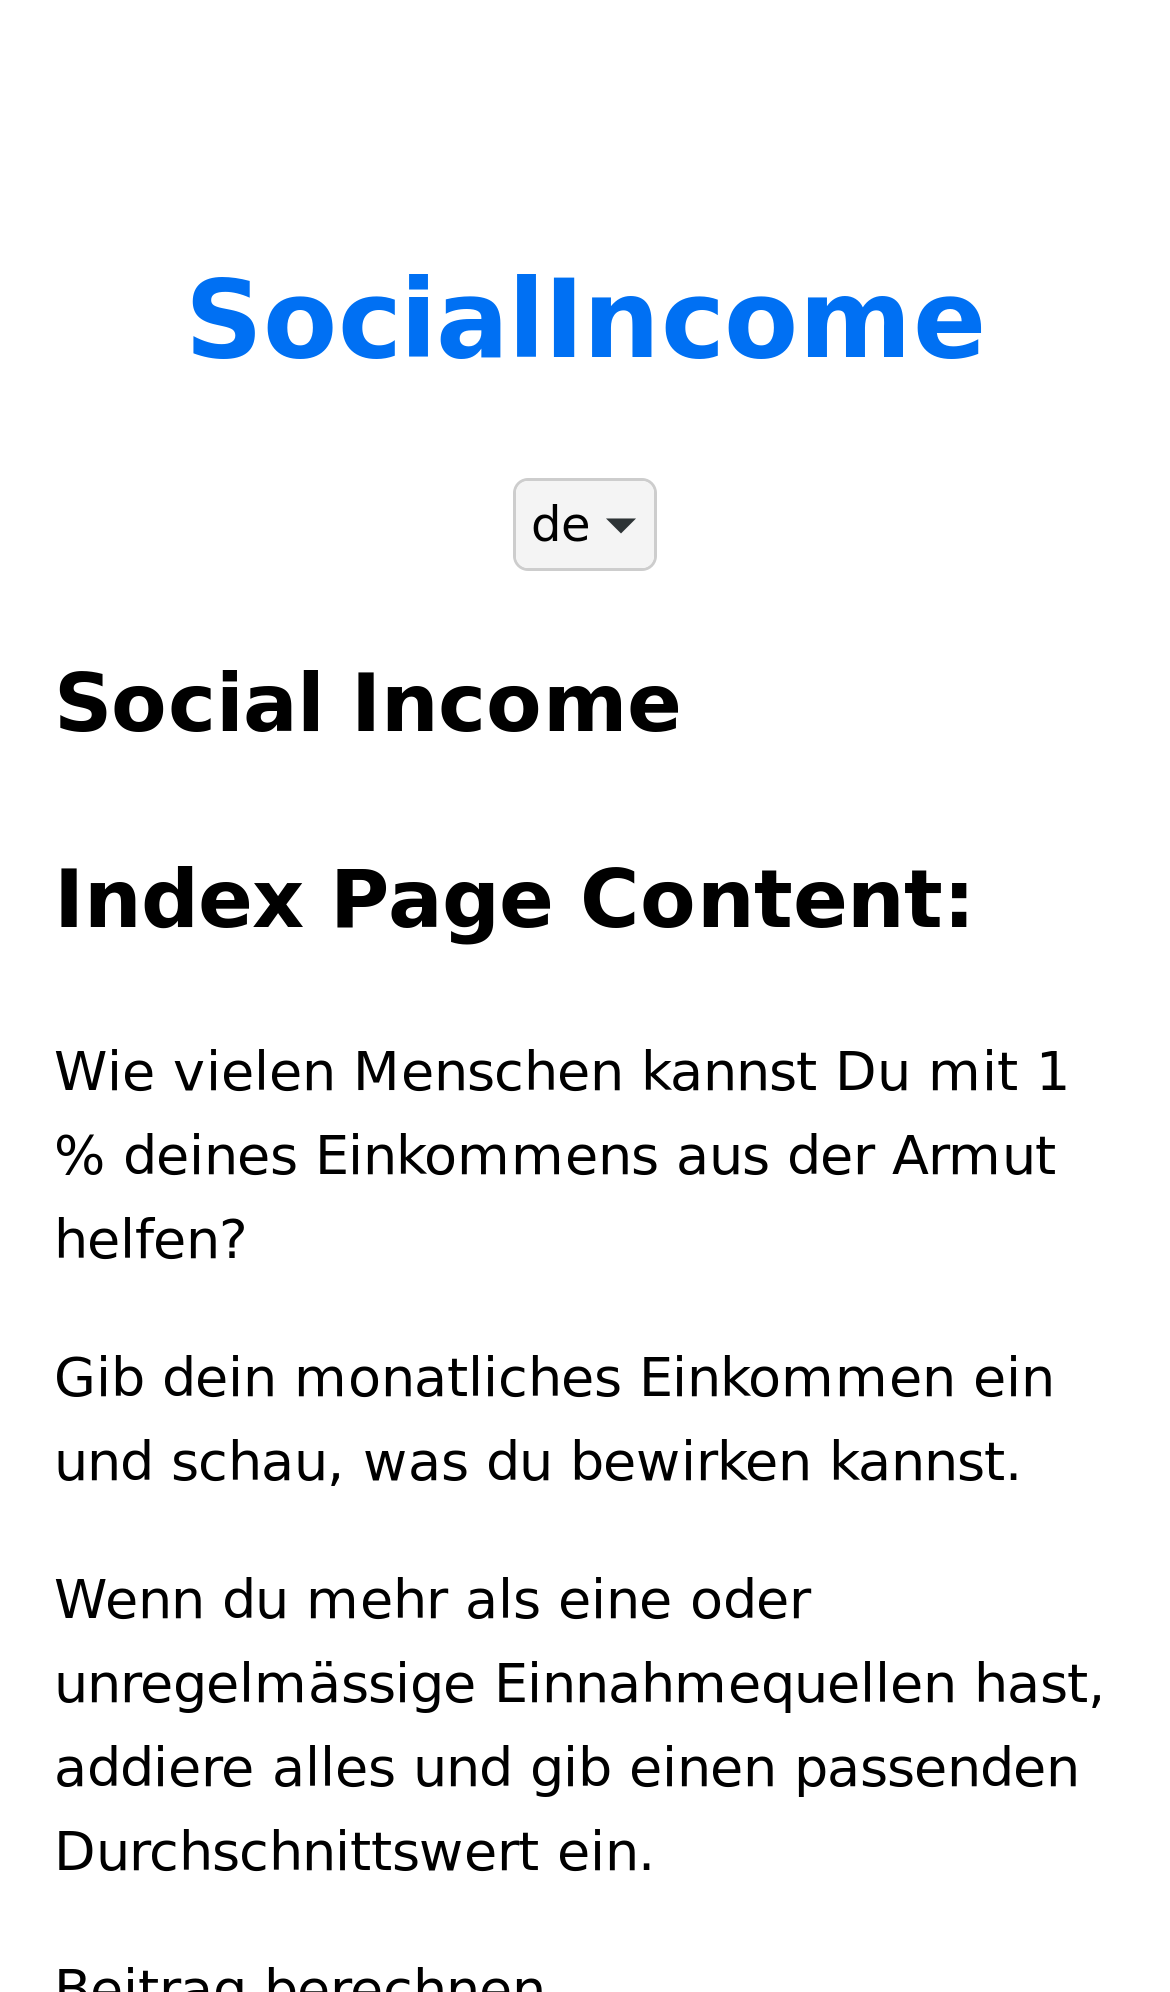 SocialIncome
de
Social Income
Index Page Content:
Wie vielen Menschen kannst Du mit 1
% deines Einkommens aus der Armut
helfen?
Gib dein monatliches Einkommen ein
und schau, was du bewirken kannst.
Wenn du mehr als eine oder
unregelmässige Einnahmequellen hast,
addiere alles und gib einen passenden
Durchschnittswert ein.
Beitrag berechnen